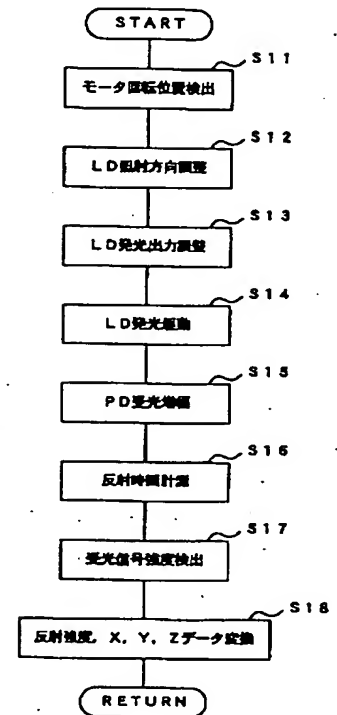 START
S11
モータ回転位置検出
S12
LD照射方向調整
S13
LD発光出力調整
S14
LD発光駆動
S15
PD受光増幅
S16
反射時間計測
S17
受光信号強度検出
S18
反射強度, X, Y, Zデータ変換
RETURN